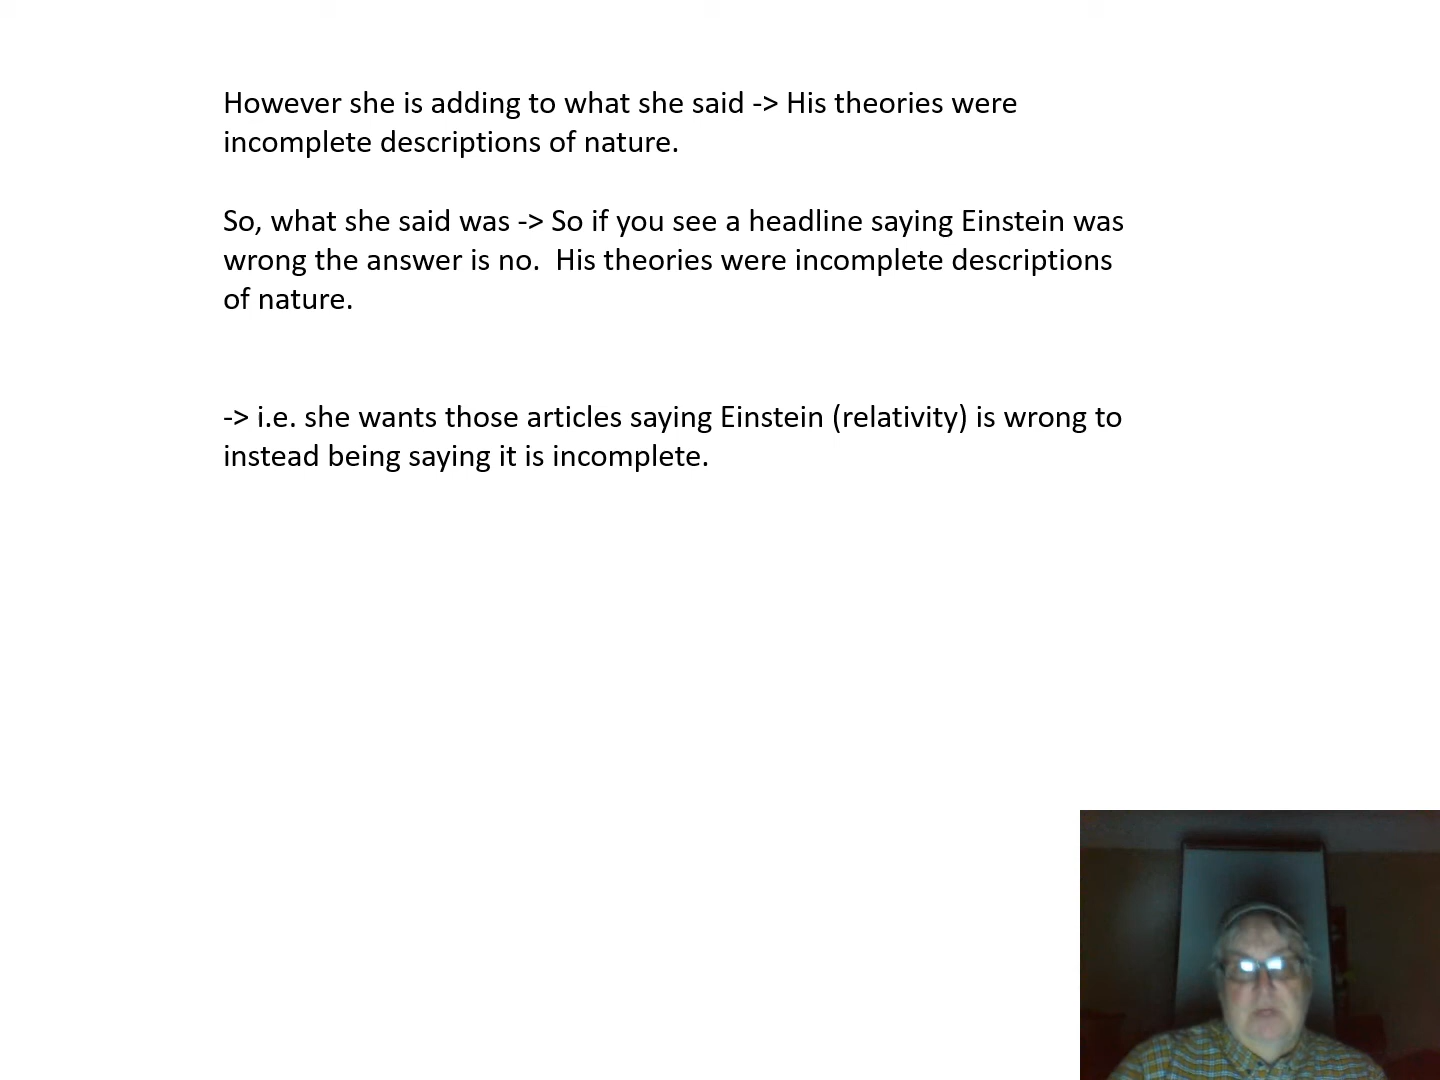 However she is adding to what she said -> His theories were
incomplete descriptions of nature.
So, what she said was -> So if you see a headline saying Einstein was
wrong the answer is no.  His theories were incomplete descriptions
of nature.
-> i.e. she wants those articles saying Einstein (relativity) is wrong to
instead being saying it is incomplete.